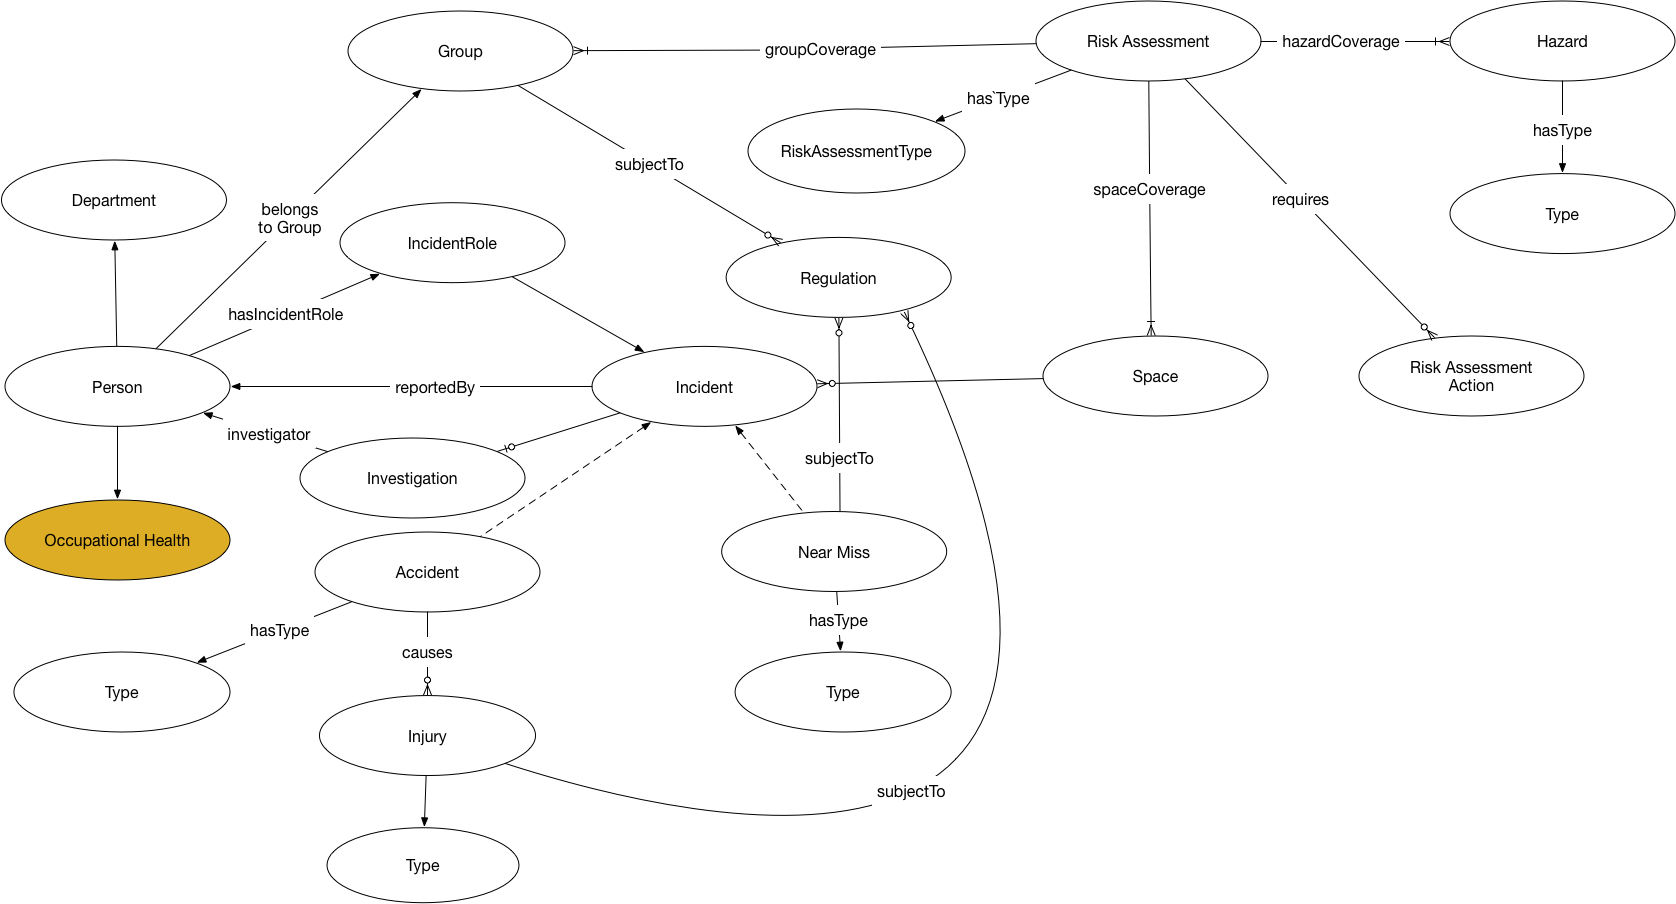 Group
groupCoverage
Risk Assessment
hazardCoverage
Hazard
has`Type
hasType
RiskAssessmentType
subjectTo
spaceCoverage
requires
Type
Department
belongs
to Group
IncidentRole
Regulation
hasIncidentRole
Person
reportedBy
Incident
Space
Risk Assessment
Action
investigator
Investigation
subjectTo
Occupational Health
Accident
Near Miss
hasType
causes
hasType
Type
Type
Injury
subjectTo
Type